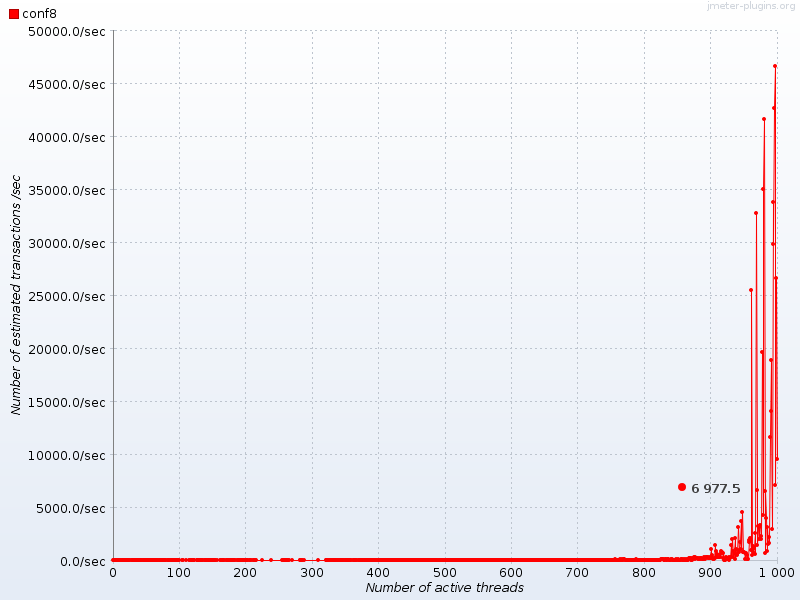 jmeter-plugins.org
conf8
50000.0/sec
45000.0/sec
40000.0/sec
35000.0/sec
30000.0/sec
25000.0/sec
20000.0/sec
15000.0/sec
10000.0/sec
5000.0/sec
0.0/sec
Number of estimated transactions /sec
6 977.5
0 100 200 300 400 500 600 700 800 900 1 000
Number of active threads